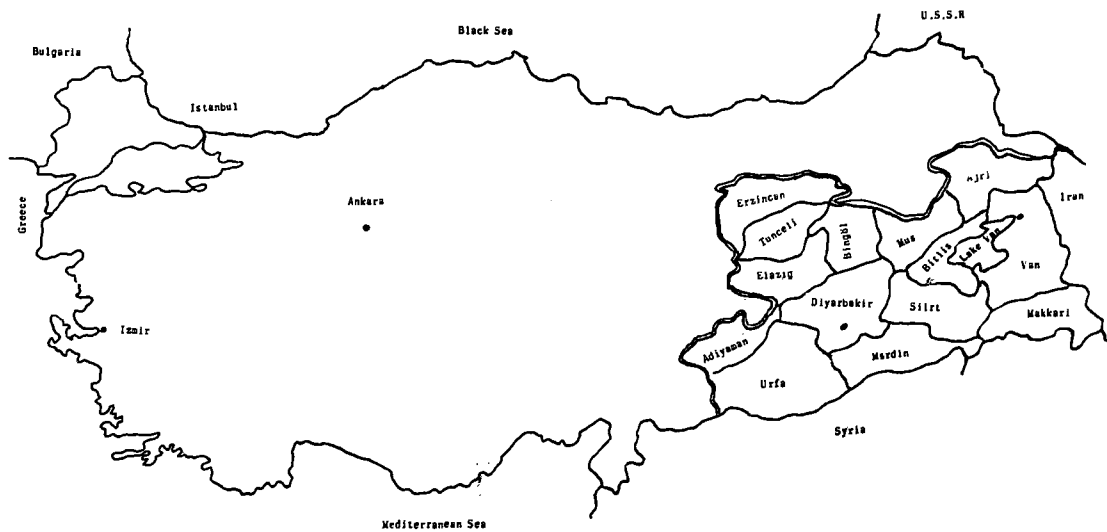 U.S.S.R
Black Sea
Bulgaria
Istanbul
Greece
Ankara
Izmir
Erzincan
Tunceli
Bingöl
Mus
Ajri
Iran
Bitlis
Lake Van
Van
Elazig
Diyarbakir
Siirt
Hakkari
Adiyaman
Mardin
Urfa
Syria
Mediterranean Sea